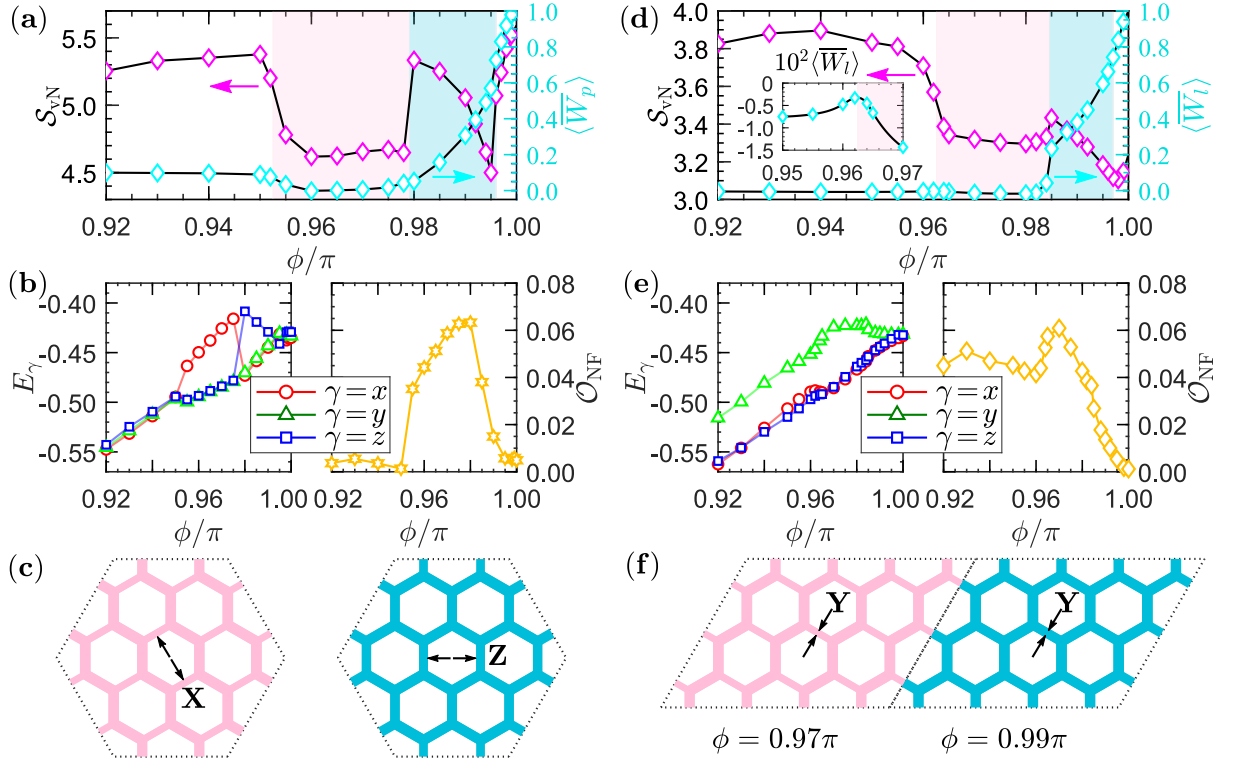 (a)
5.5
5.0
4.5
S_vN
1.0
0.8
0.6
0.4
0.2
0.0
⟨W̅_p⟩
0.92 0.94 0.96 0.98 1.00
ϕ/π
(d)
4.0
3.8
3.6
3.4
3.2
3.0
S_vN
10²⟨W̅_l⟩
0
-0.5
-1.0
-1.5
0.95 0.96 0.97
1.0
0.8
0.6
0.4
0.2
0.0
⟨W̅_l⟩
0.92 0.94 0.96 0.98 1.00
ϕ/π
(b)
-0.40
-0.45
-0.50
-0.55
E_γ
γ = x
γ = y
γ = z
0.08
0.06
0.04
0.02
0.00
O_NF
0.92 0.96 1.00
0.92 0.96 1.00
ϕ/π ϕ/π
(e)
-0.40
-0.45
-0.50
-0.55
E_γ
γ = x
γ = y
γ = z
0.08
0.06
0.04
0.02
0.00
O_NF
0.92 0.96 1.00
0.92 0.96 1.00
ϕ/π ϕ/π
(c)
X
Z
(f)
Y
Y
ϕ = 0.97π ϕ = 0.99π